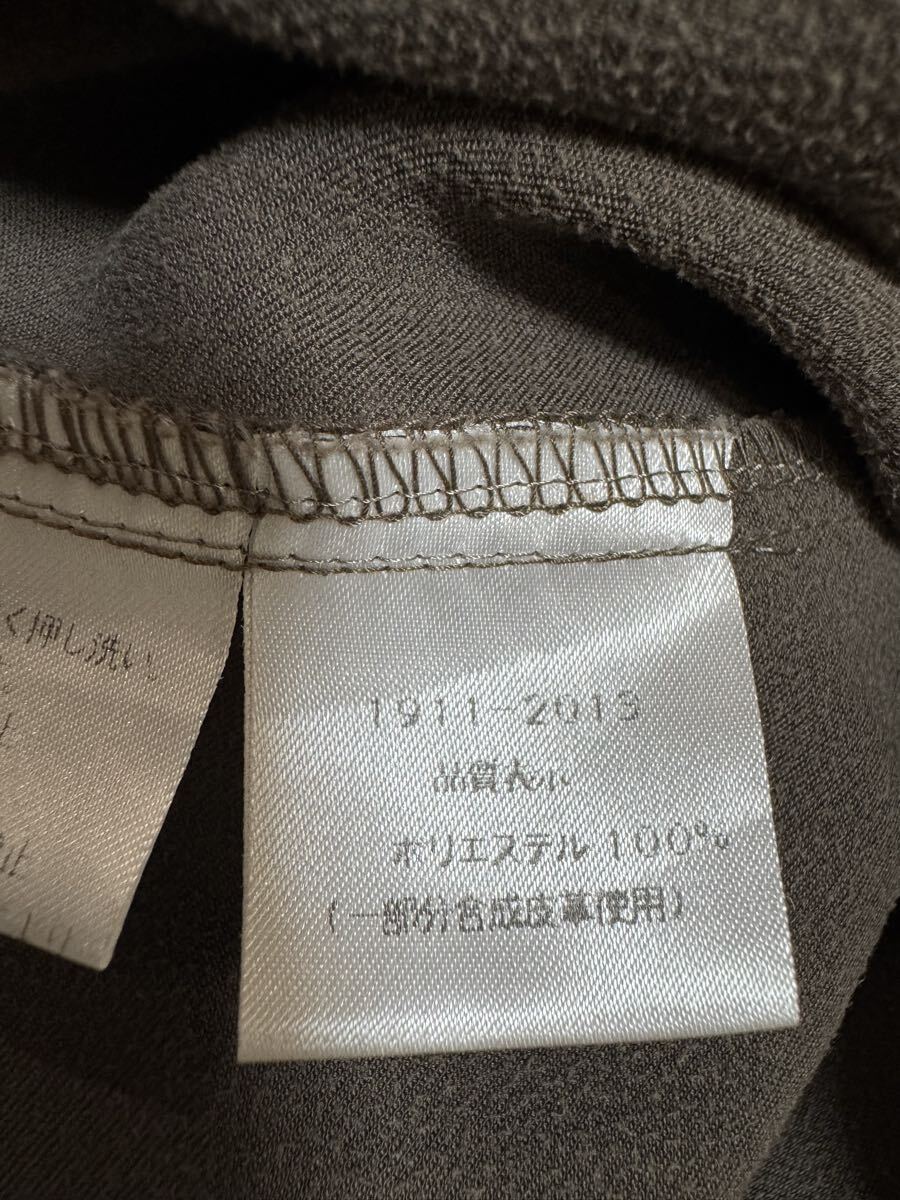 く押し洗い
1911-2013
品質表示
ポリエステル 100%
(一部分合成皮革使用)